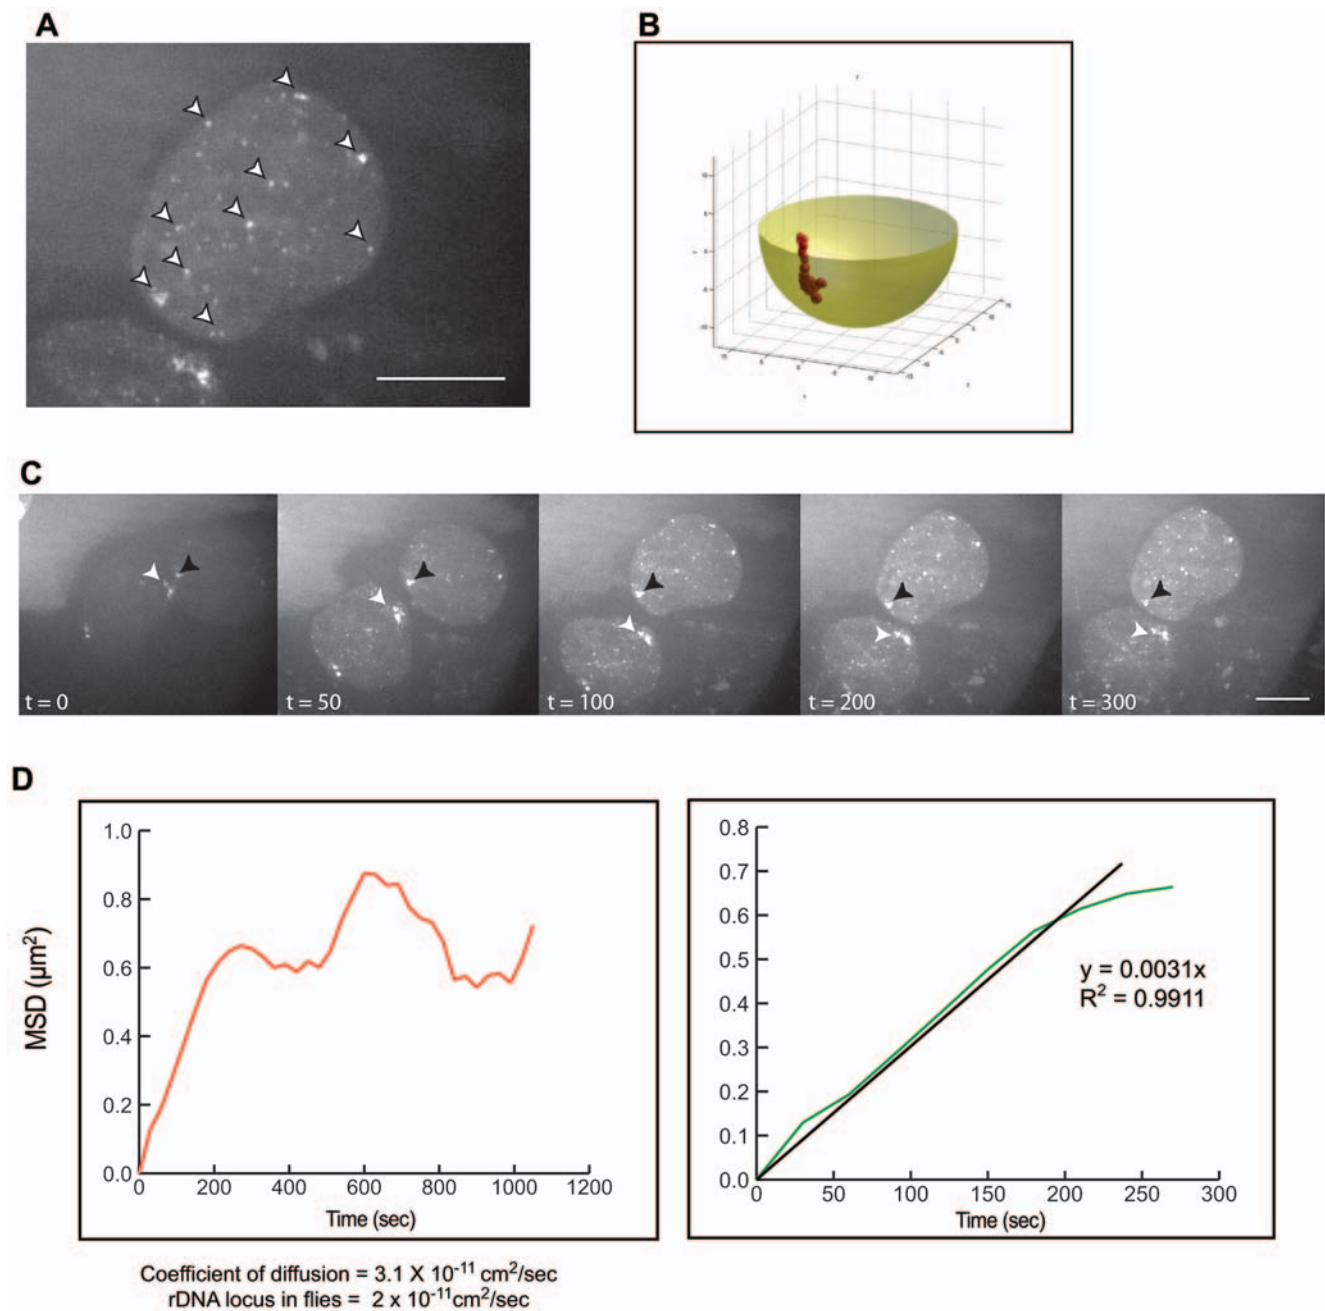 A
B
C
t = 0
t = 50
t = 100
t = 200
t = 300
D
MSD (µm²)
1.0
0.8
0.6
0.4
0.2
0.0
0 200 400 600 800 1000 1200
Time (sec)
0.8
0.7
0.6
0.5
0.4
0.3
0.2
0.1
0.0
y = 0.0031x
R² = 0.9911
0 50 100 150 200 250 300
Time (sec)
Coefficient of diffusion = 3.1 X 10⁻¹¹ cm²/sec
rDNA locus in flies = 2 x 10⁻¹¹cm²/sec